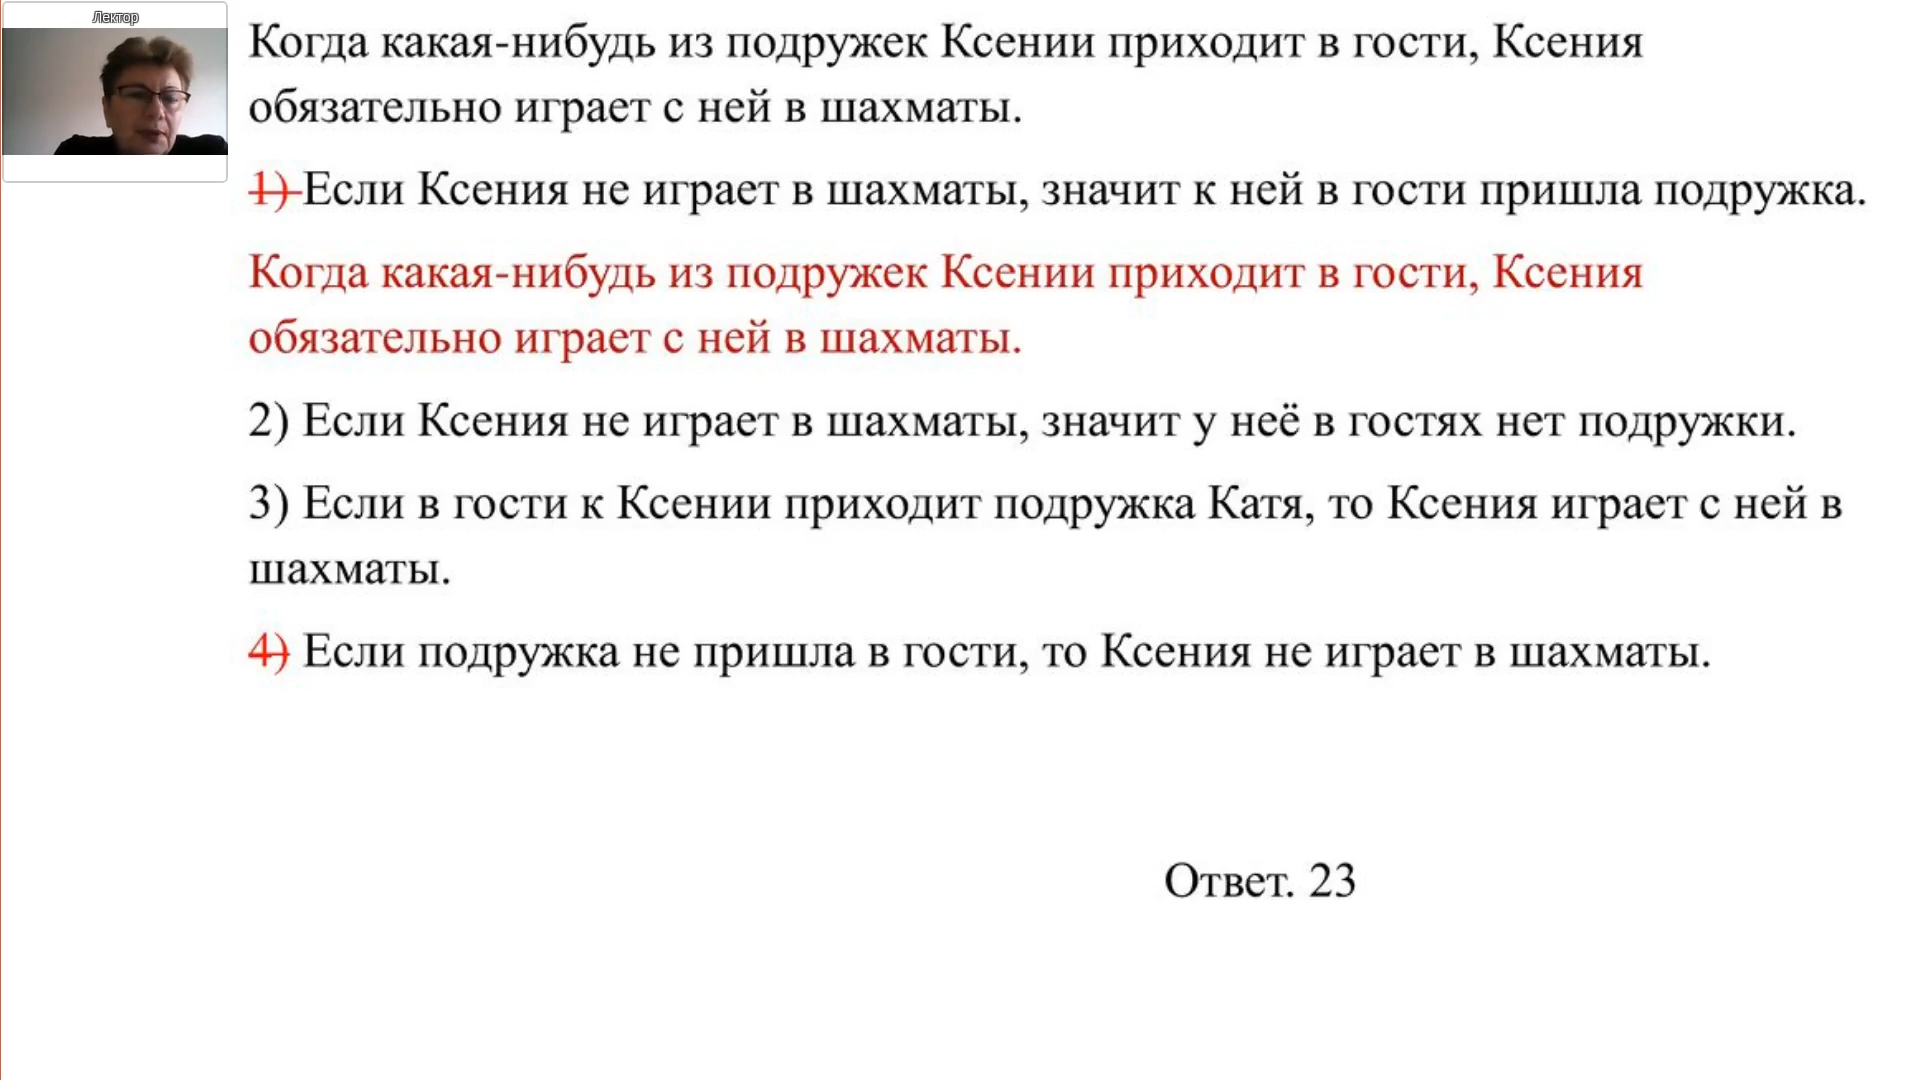 Лектор
Когда какая-нибудь из подружек Ксении приходит в гости, Ксения
обязательно играет с ней в шахматы.
1) Если Ксения не играет в шахматы, значит к ней в гости пришла подружка.
Когда какая-нибудь из подружек Ксении приходит в гости, Ксения
обязательно играет с ней в шахматы.
2) Если Ксения не играет в шахматы, значит у неё в гостях нет подружки.
3) Если в гости к Ксении приходит подружка Катя, то Ксения играет с ней в
шахматы.
4) Если подружка не пришла в гости, то Ксения не играет в шахматы.
Ответ. 23